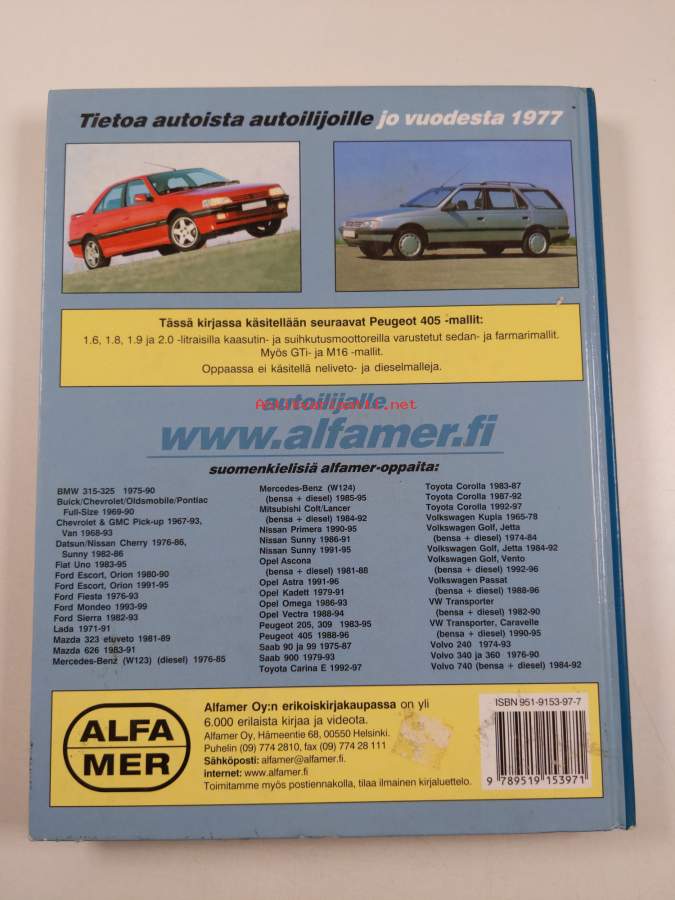 Tietoa autoista autoilijoille jo vuodesta 1977
Tässä kirjassa käsitellään seuraavat Peugeot 405 -mallit:
1.6, 1.8, 1.9 ja 2.0 -litraisilla kaasutin- ja suihkutusmoottoreilla varustetut sedan- ja farmarimallit.
Myös GTi- ja M16 -mallit.
Oppaassa ei käsitellä neliveto- ja dieselmalleja.
autoilijalle
Antikvariaatti.net
www.alfamer.fi
suomenkielisiä alfamer-oppaita:
BMW 315-325 1975-90
Buick/Chevrolet/Oldsmobile/Pontiac
Full-Size 1969-90
Chevrolet & GMC Pick-up 1967-93,
Van 1968-93
Datsun/Nissan Cherry 1976-86,
Sunny 1982-86
Fiat Uno 1983-95
Ford Escort, Orion 1980-90
Ford Escort, Orion 1991-95
Ford Fiesta 1976-93
Ford Mondeo 1993-99
Ford Sierra 1982-93
Lada 1971-91
Mazda 323 etuveto 1981-89
Mazda 626 1983-91
Mercedes-Benz (W123) (diesel) 1976-85
Mercedes-Benz (W124)
(bensa + diesel) 1985-95
Mitsubishi Colt/Lancer
(bensa + diesel) 1984-92
Nissan Primera 1990-95
Nissan Sunny 1986-91
Nissan Sunny 1991-95
Opel Ascona
(bensa + diesel) 1981-88
Opel Astra 1991-96
Opel Kadett 1979-91
Opel Omega 1986-93
Opel Vectra 1988-94
Peugeot 205, 309 1983-95
Peugeot 405 1988-96
Saab 90 ja 99 1975-87
Saab 900 1979-93
Toyota Carina E 1992-97
Toyota Corolla 1983-87
Toyota Corolla 1987-92
Toyota Corolla 1992-97
Volkswagen Kupla 1965-78
Volkswagen Golf, Jetta
(bensa + diesel) 1974-84
Volkswagen Golf, Jetta 1984-92
Volkswagen Golf, Vento
(bensa + diesel) 1992-96
Volkswagen Passat
(bensa + diesel) 1988-96
VW Transporter
(bensa + diesel) 1982-90
VW Transporter, Caravelle
(bensa + diesel) 1990-95
Volvo 240 1974-93
Volvo 340 ja 360 1976-90
Volvo 740 (bensa + diesel) 1984-92
ALFA
MER
Alfamer Oy:n erikoiskirjakaupassa on yli
6.000 erilaista kirjaa ja videota.
Alfamer Oy, Hämeentie 68, 00550 Helsinki.
Puhelin (09) 774 2810, fax (09) 774 28 111
Sähköposti: alfamer@alfamer.fi.
internet: www.alfamer.fi
Toimitamme myös postiennakolla, tilaa ilmainen kirjaluettelo.
ISBN 951-9153-97-7
9 789519 153971